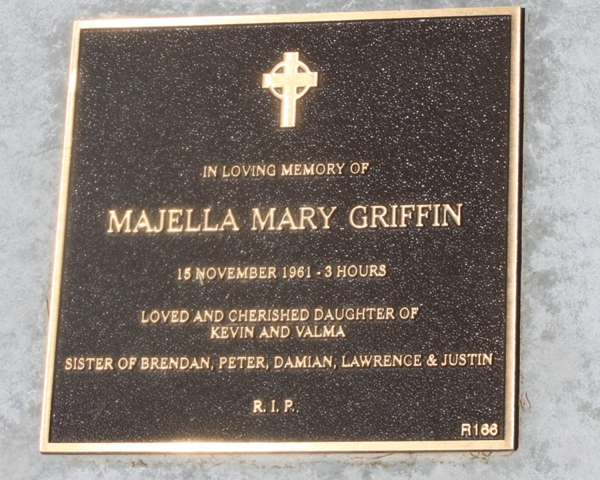 IN LOVING MEMORY OF
MAJELLA MARY GRIFFIN
15 NOVEMBER 1961 - 3 HOURS
LOVED AND CHERISHED DAUGHTER OF
KEVIN AND VALMA
SISTER OF BRENDAN, PETER, DAMIAN, LAWRENCE & JUSTIN
R. I. P.
R166